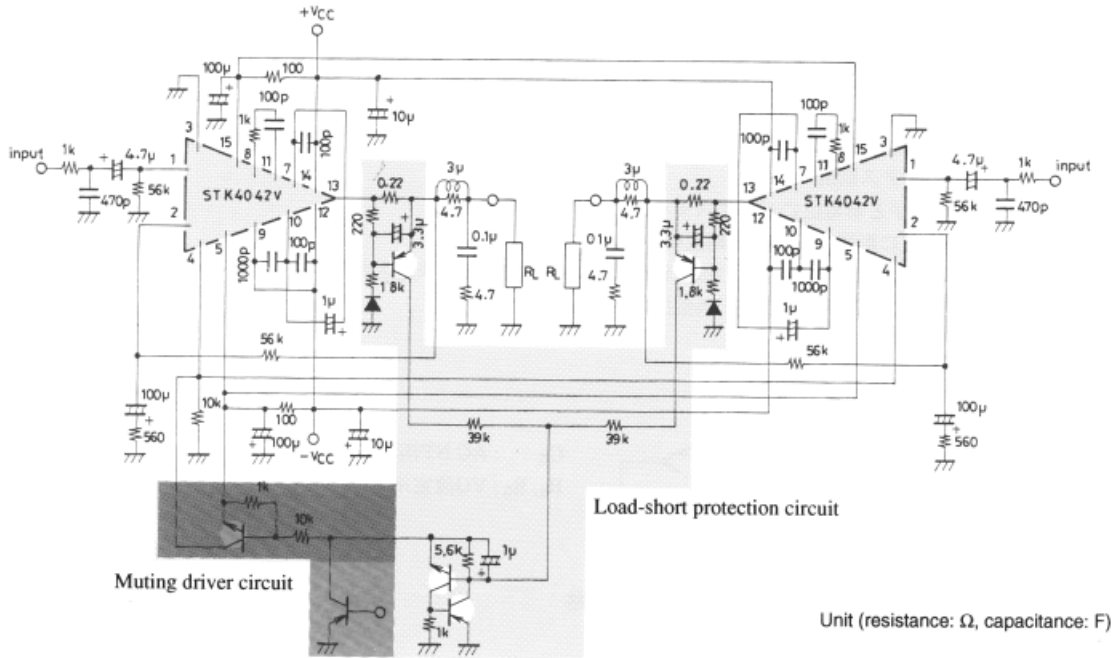 +VCC
100µ
+
100
3
15
100p
1k
8
11
7
14
100p
+
10µ
input
1k
4.7µ
+
1
470p
56k
2
STK4042V
13
12
10
9
5
4
1000p
100p
1µ
+
0.22
220
+
3.3µ
1.8k
3µ
4.7
0.1µ
4.7
RL
RL
3µ
4.7
0.1µ
4.7
0.22
220
+
3.3µ
1.8k
100p
100p
1k
3
15
8
11
7
14
13
12
STK4042V
10
9
5
4
1
2
4.7µ
+
1k
input
56k
470p
100p
1000p
1µ
+
56k
56k
100µ
+
560
10k
100
100µ
+
-VCC
10µ
+
39k
39k
100µ
+
560
1k
10k
5.6k
1µ
+
1k
Load-short protection circuit
Muting driver circuit
Unit (resistance: Ω, capacitance: F)